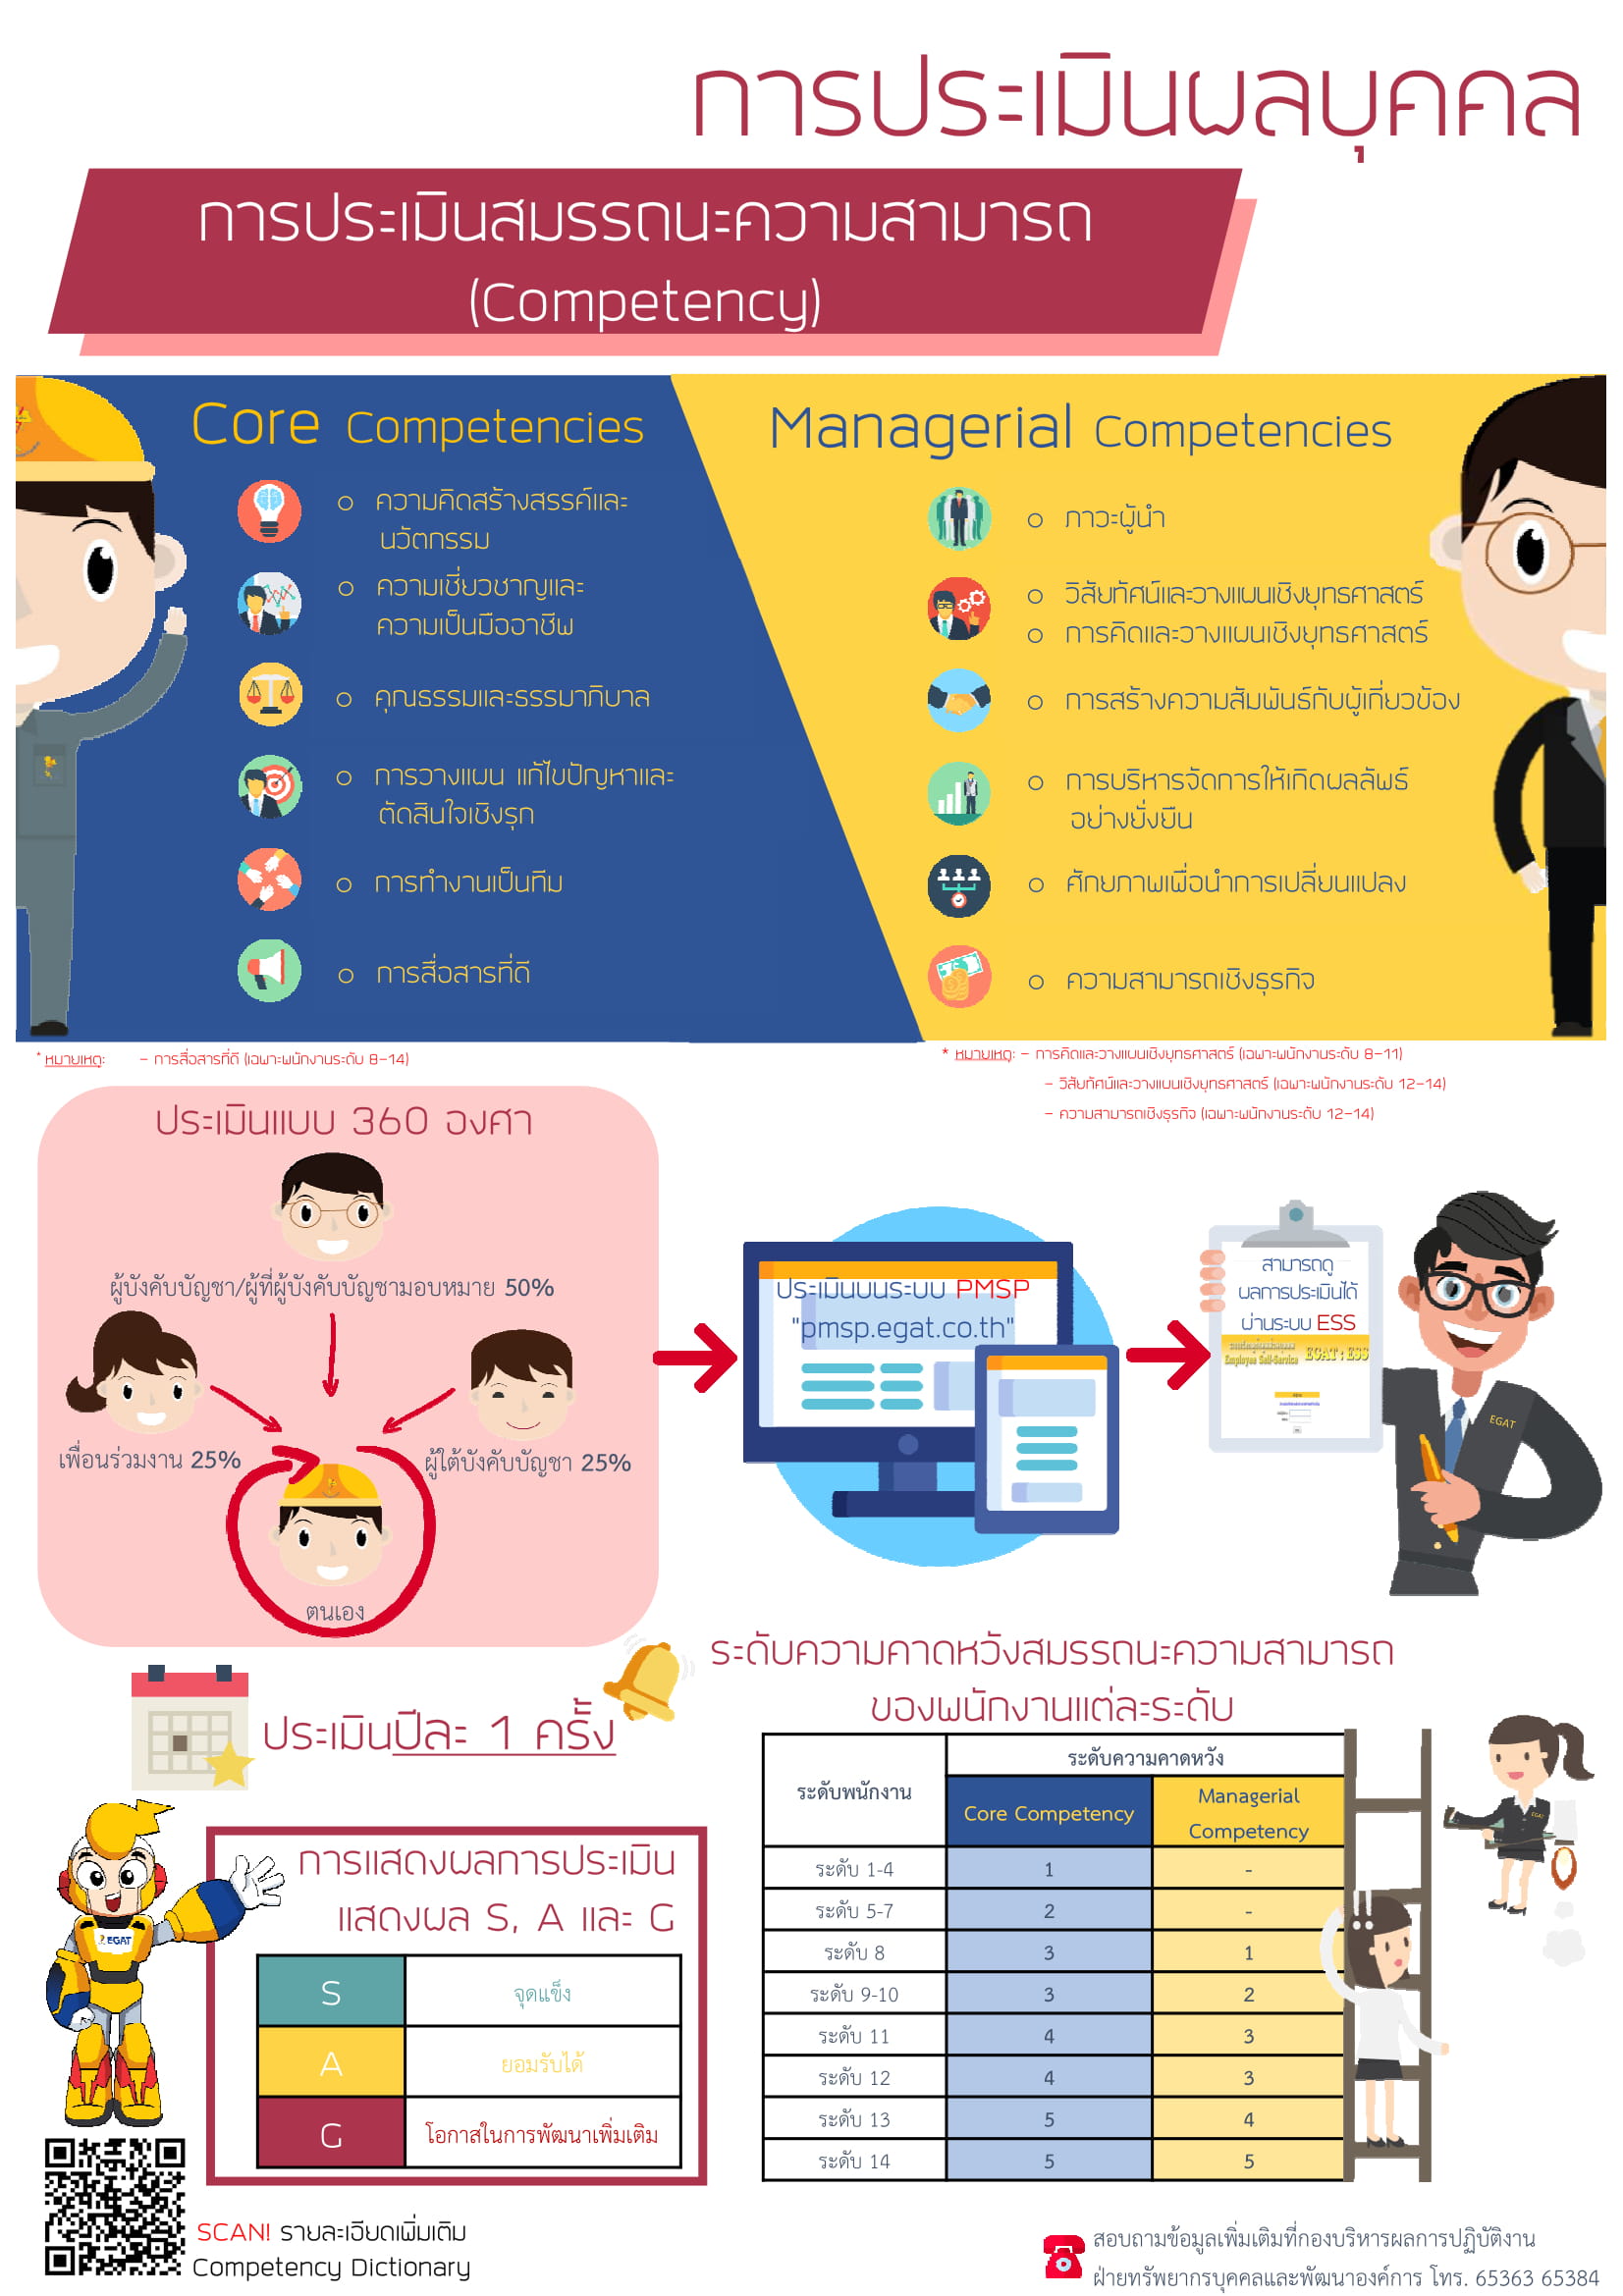 การประเมินผลบุคคล
การประเมินสมรรถนะความสามารถ
(Competency)
Core Competencies
o ความคิดสร้างสรรค์และ
นวัตกรรม
o ความเชี่ยวชาญและ
ความเป็นมืออาชีพ
o คุณธรรมและธรรมาภิบาล
o การวางแผน แก้ไขปัญหาและ
ตัดสินใจเชิงรุก
o การทำงานเป็นทีม
o การสื่อสารที่ดี
* หมายเหตุ: - การสื่อสารที่ดี (เฉพาะพนักงานระดับ 8-14)
Managerial Competencies
o ภาวะผู้นำ
o วิสัยทัศน์และวางแผนเชิงยุทธศาสตร์
o การคิดและวางแผนเชิงยุทธศาสตร์
o การสร้างความสัมพันธ์กับผู้เกี่ยวข้อง
o การบริหารจัดการให้เกิดผลลัพธ์
อย่างยั่งยืน
o ศักยภาพเพื่อนำการเปลี่ยนแปลง
o ความสามารถเชิงธุรกิจ
* หมายเหตุ: - การคิดและวางแผนเชิงยุทธศาสตร์ (เฉพาะพนักงานระดับ 8-11)
- วิสัยทัศน์และวางแผนเชิงยุทธศาสตร์ (เฉพาะพนักงานระดับ 12-14)
- ความสามารถเชิงธุรกิจ (เฉพาะพนักงานระดับ 12-14)
ประเมินแบบ 360 องศา
ผู้บังคับบัญชา/ผู้ที่ผู้บังคับบัญชามอบหมาย 50%
เพื่อนร่วมงาน 25%
ผู้ใต้บังคับบัญชา 25%
ตนเอง
ประเมินบนระบบ PMSP
"pmsp.egat.co.th"
สามารถดู
ผลการประเมินได้
ผ่านระบบ ESS
Employee Self-Service EGAT : ESS
EGAT
ประเมินปีละ 1 ครั้ง
การแสดงผลการประเมิน
แสดงผล S, A และ G
EGAT
S จุดแข็ง
A ยอมรับได้
G โอกาสในการพัฒนาเพิ่มเติม
SCAN! รายละเอียดเพิ่มเติม
Competency Dictionary
ระดับความคาดหวังสมรรถนะความสามารถ
ของพนักงานแต่ละระดับ
ระดับพนักงาน ระดับความคาดหวัง
Core Competency Managerial Competency
ระดับ 1-4 1 -
ระดับ 5-7 2 -
ระดับ 8 3 1
ระดับ 9-10 3 2
ระดับ 11 4 3
ระดับ 12 4 3
ระดับ 13 5 4
ระดับ 14 5 5
EGAT
สอบถามข้อมูลเพิ่มเติมที่กองบริหารผลการปฏิบัติงาน
ฝ่ายทรัพยากรบุคคลและพัฒนาองค์การ โทร. 65363 65384